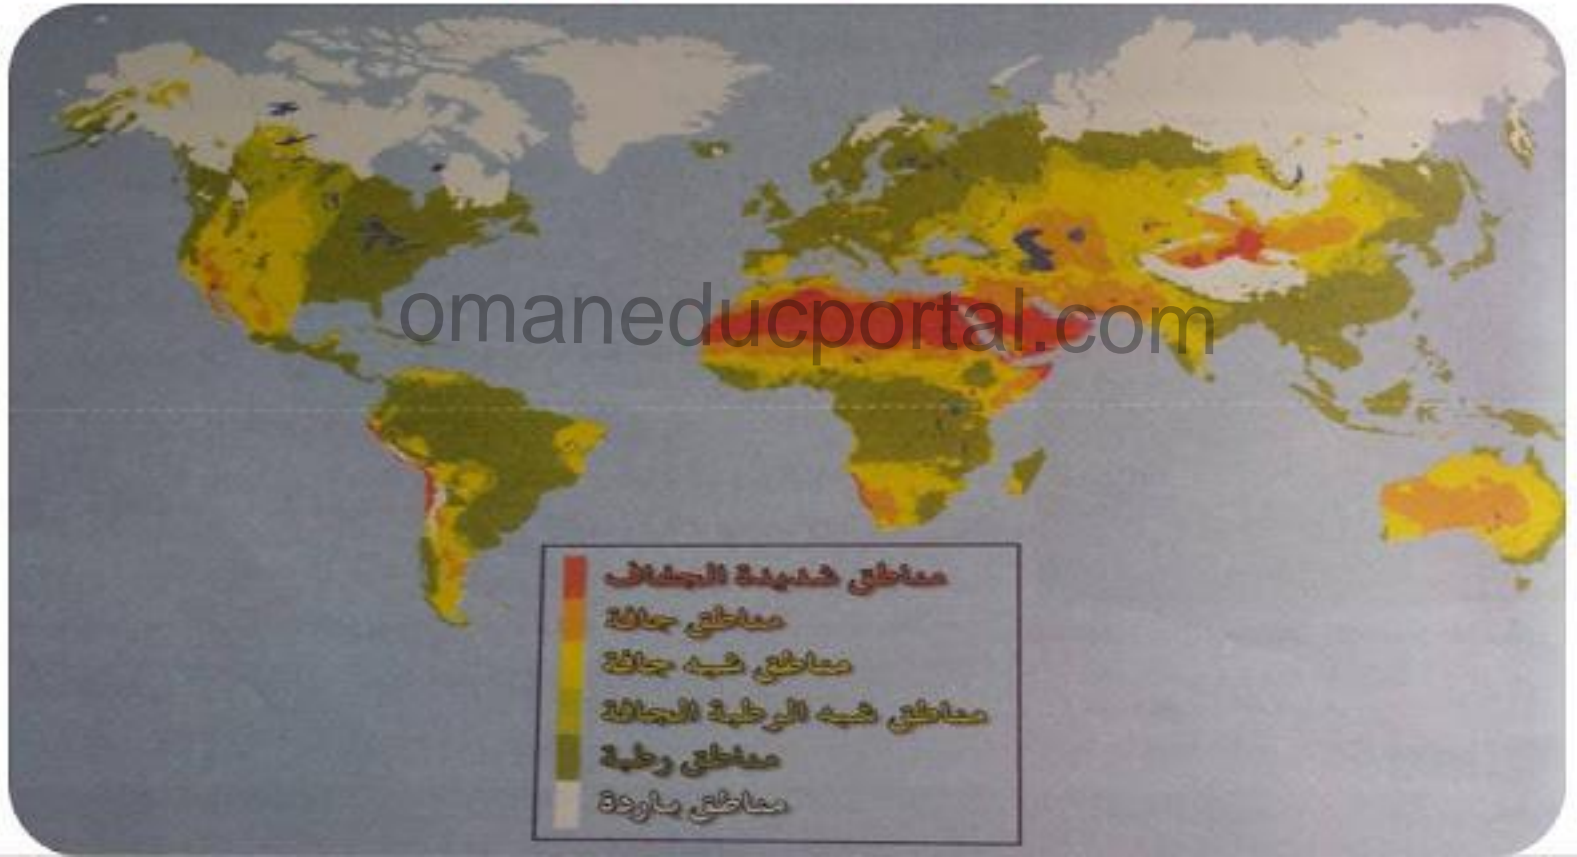 omaneducportal.com
مناطق شديدة الجفاف
مناطق جافة
مناطق شبه جافة
مناطق شبه الرطبة الجافة
مناطق رطبة
مناطق باردة